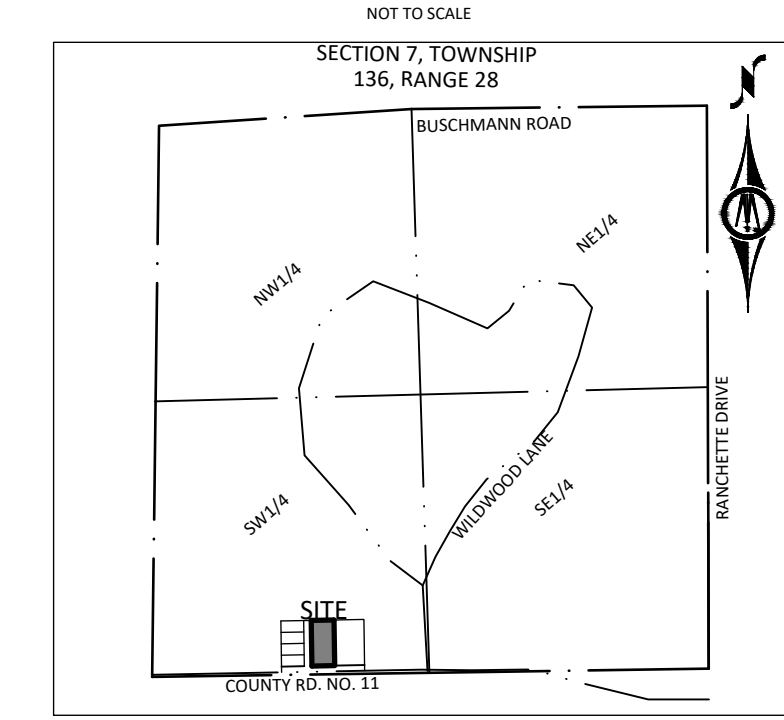 NOT TO SCALE
SECTION 7, TOWNSHIP
136, RANGE 28
N
BUSCHMANN ROAD
NE1/4
NW1/4
RANCHETTE DRIVE
WILDWOOD LANE
SE1/4
SW1/4
SITE
COUNTY RD. NO. 11